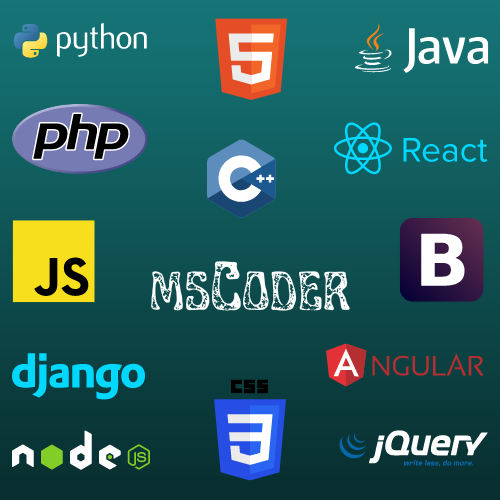 python
5
Java
php
C++
React
JS
msCoder
B
django
ANGULAR
CSS
3
node
JS
jQuery
write less, do more.